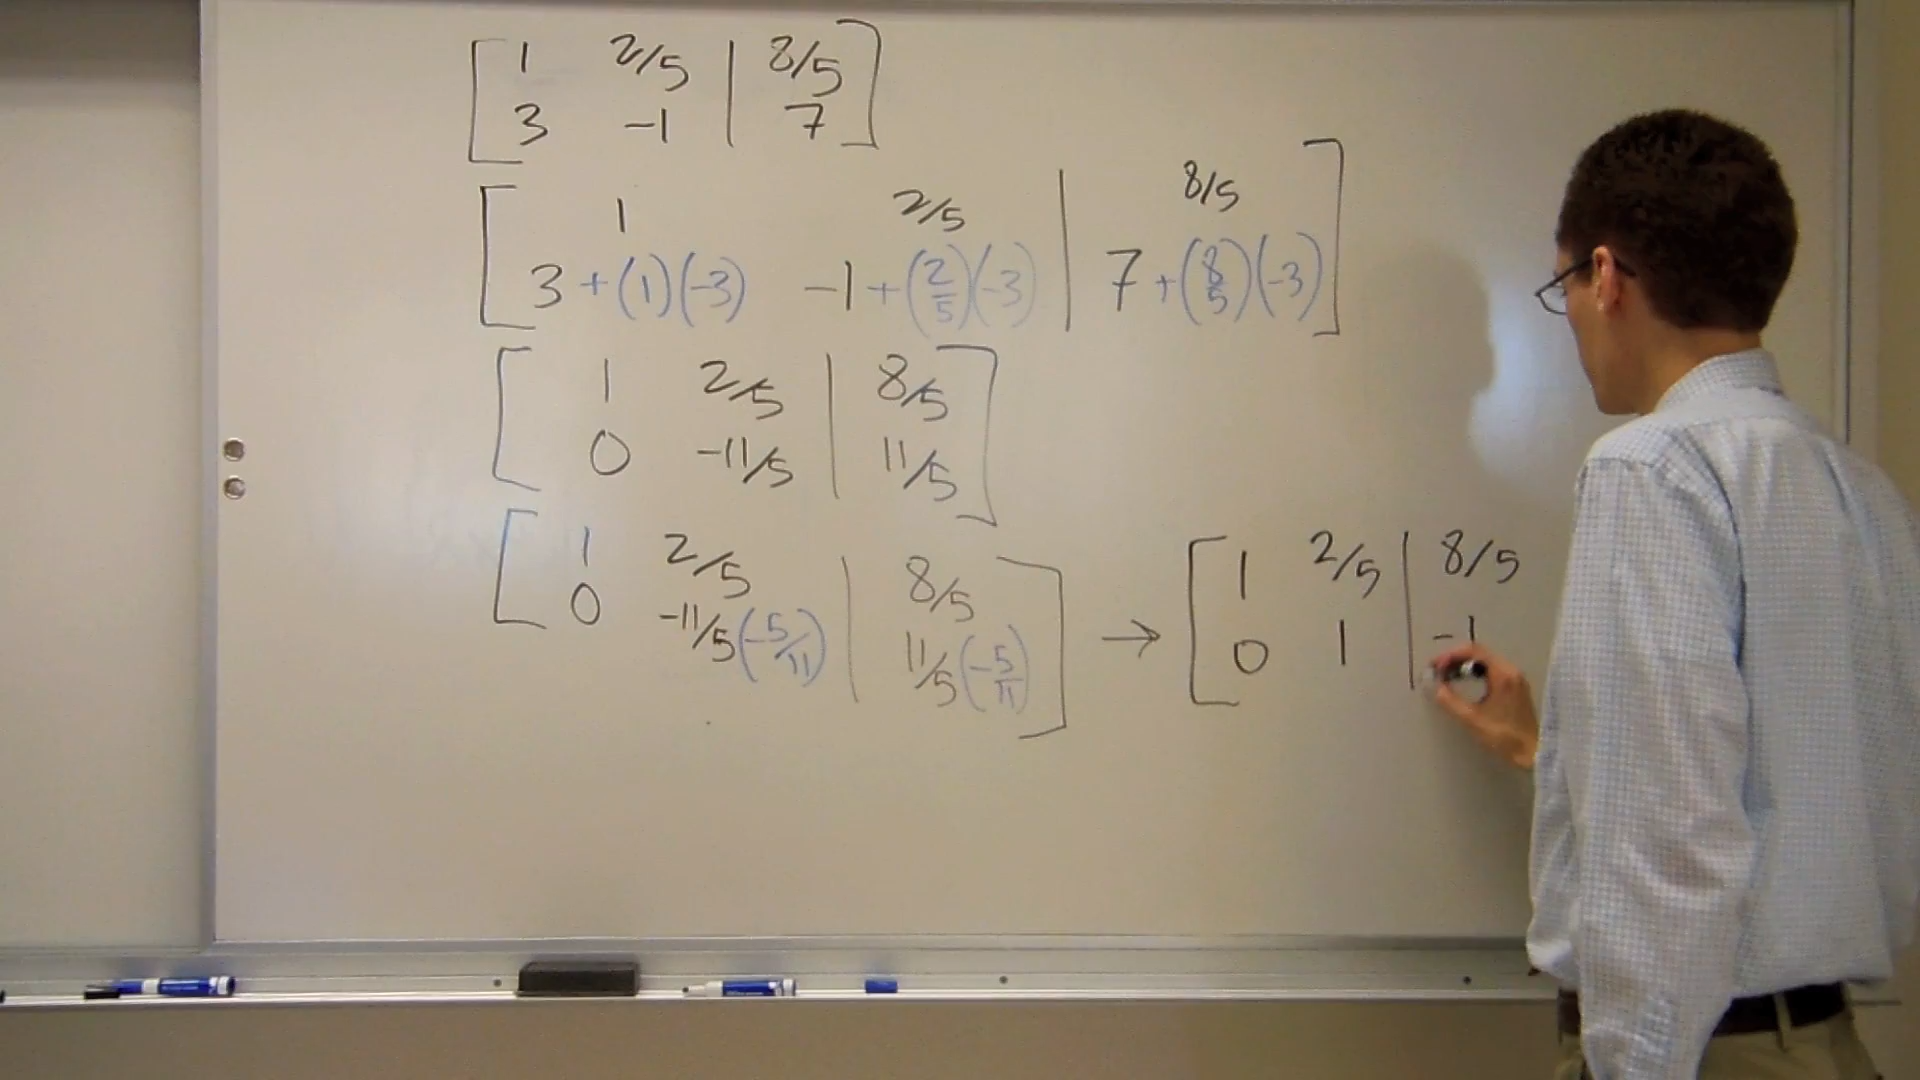 1 2/5 | 8/5
3 -1 | 7
1 2/5 | 8/5
3+(1)(-3) -1+(2/5)(-3) | 7+(8/5)(-3)
1 2/5 | 8/5
0 -11/5 | 11/5
1 2/5 | 8/5
0 -11/5(-5/11) | 11/5(-5/11)
→
1 2/5 | 8/5
0 1 | -1